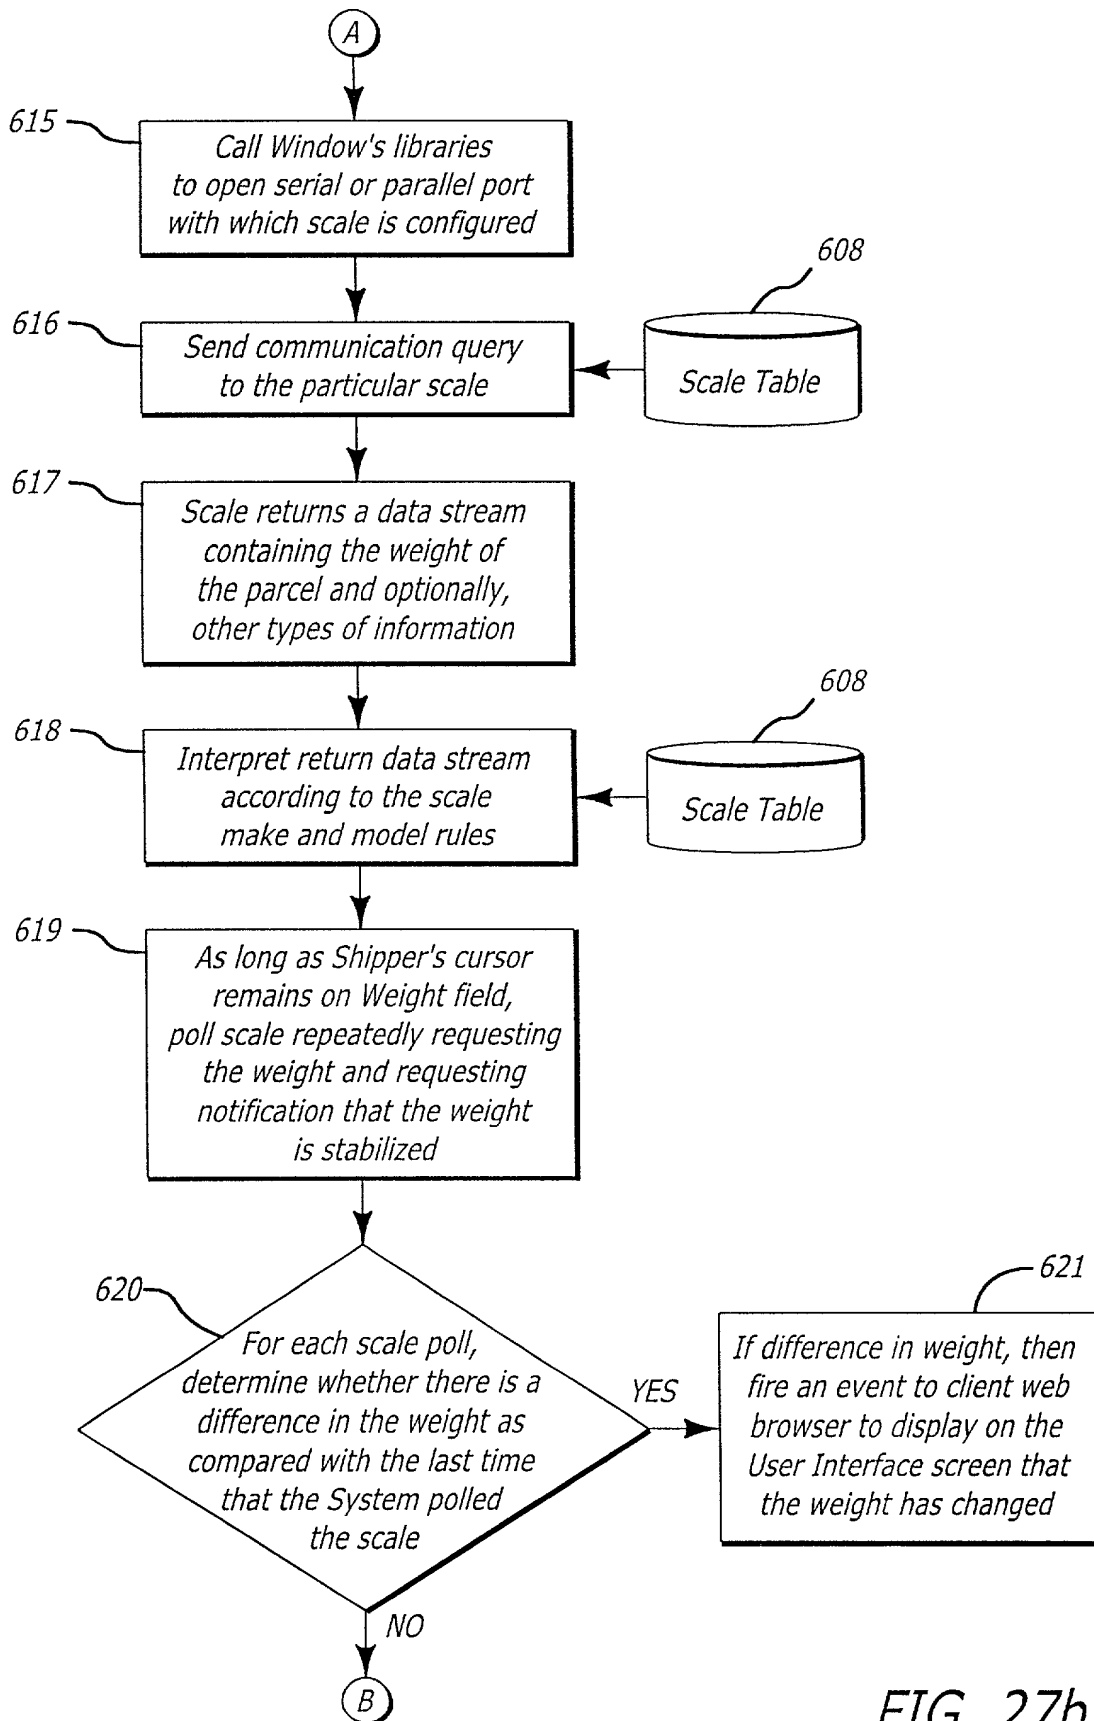 A
615
Call Window's libraries
to open serial or parallel port
with which scale is configured
608
616
Send communication query
to the particular scale
Scale Table
617
Scale returns a data stream
containing the weight of
the parcel and optionally,
other types of information
608
618
Interpret return data stream
according to the scale
make and model rules
Scale Table
619
As long as Shipper's cursor
remains on Weight field,
poll scale repeatedly requesting
the weight and requesting
notification that the weight
is stabilized
620
For each scale poll,
determine whether there is a
difference in the weight as
compared with the last time
that the System polled
the scale
YES
621
If difference in weight, then
fire an event to client web
browser to display on the
User Interface screen that
the weight has changed
NO
B
FIG. 27b